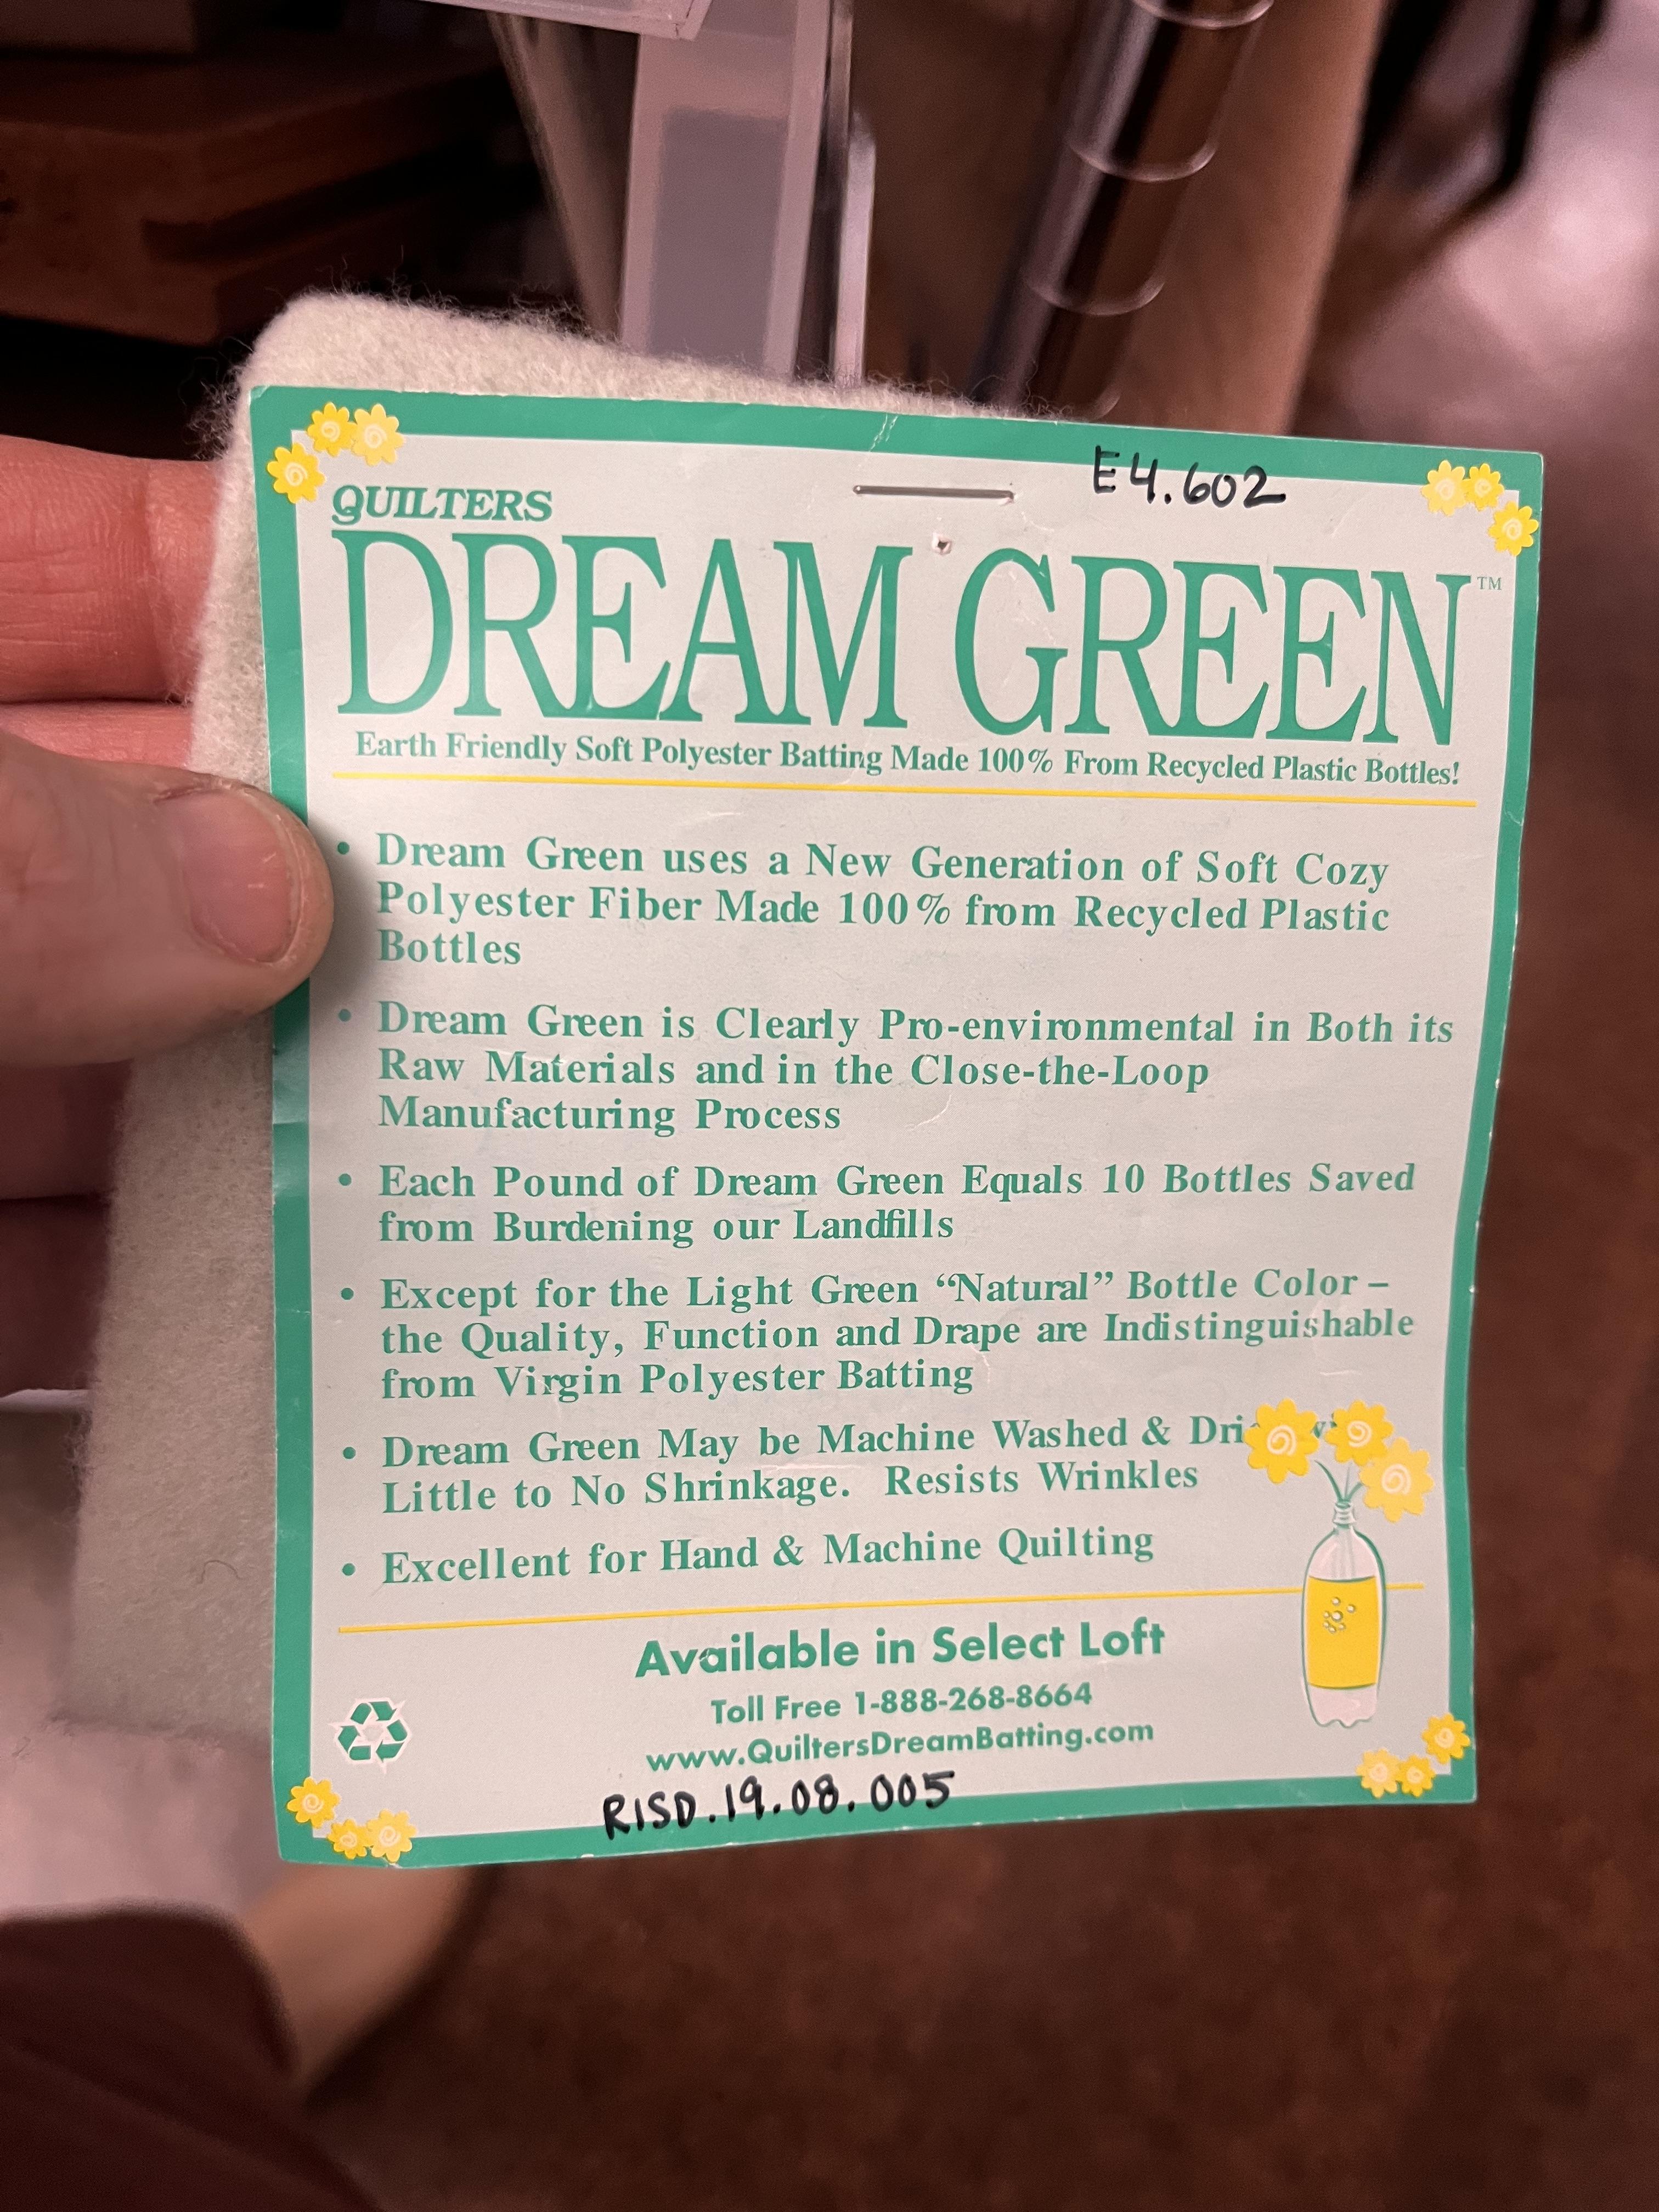 E4.602
QUILTERS
DREAM GREEN™
Earth Friendly Soft Polyester Batting Made 100% From Recycled Plastic Bottles!
• Dream Green uses a New Generation of Soft Cozy
Polyester Fiber Made 100% from Recycled Plastic
Bottles
• Dream Green is Clearly Pro-environmental in Both its
Raw Materials and in the Close-the-Loop
Manufacturing Process
• Each Pound of Dream Green Equals 10 Bottles Saved
from Burdening our Landfills
• Except for the Light Green “Natural” Bottle Color –
the Quality, Function and Drape are Indistinguishable
from Virgin Polyester Batting
• Dream Green May be Machine Washed &
Little to No Shrinkage. Resists Wrinkles
• Excellent for Hand & Machine Quilting
Available in Select Loft
Toll Free 1-888-268-8664
www.QuiltersDreamBatting.com
RISD.19.08.005